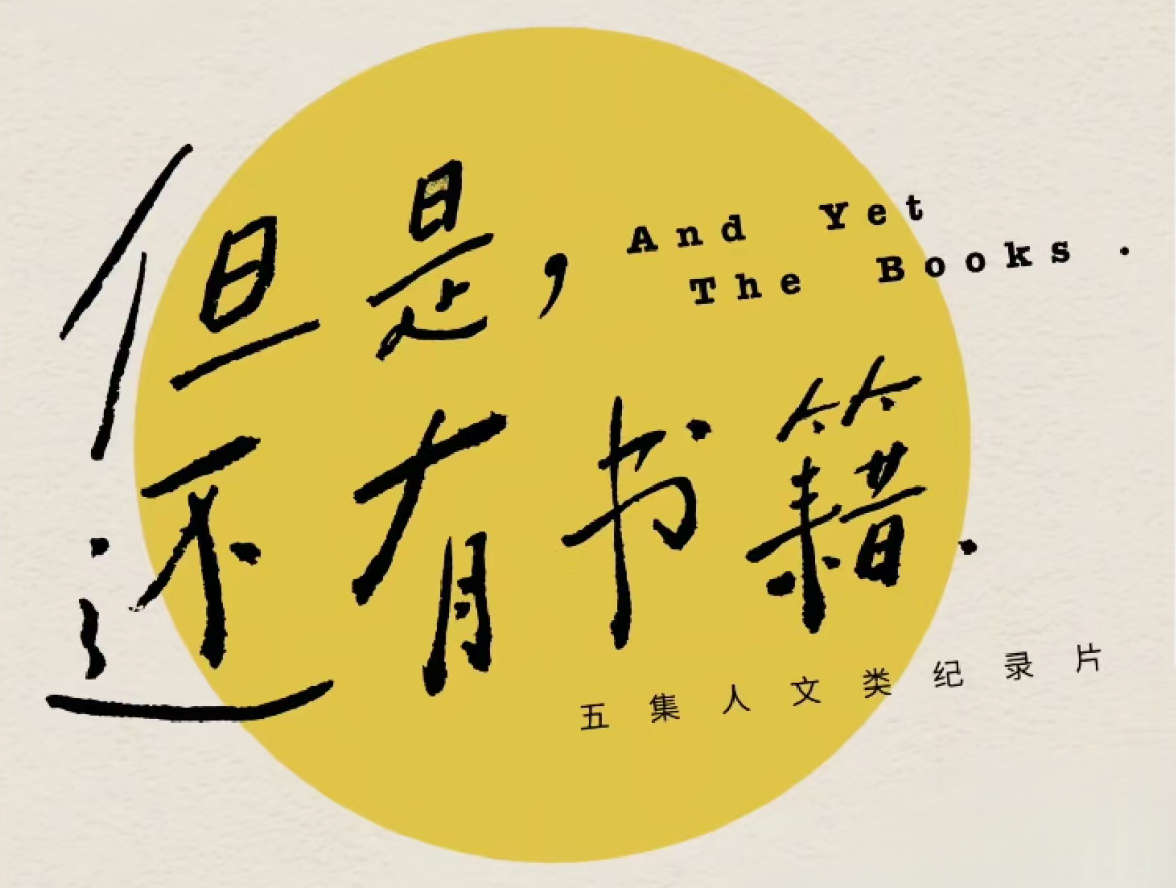 但是，
And Yet
The Books .
还有书籍.
五集人文类纪录片